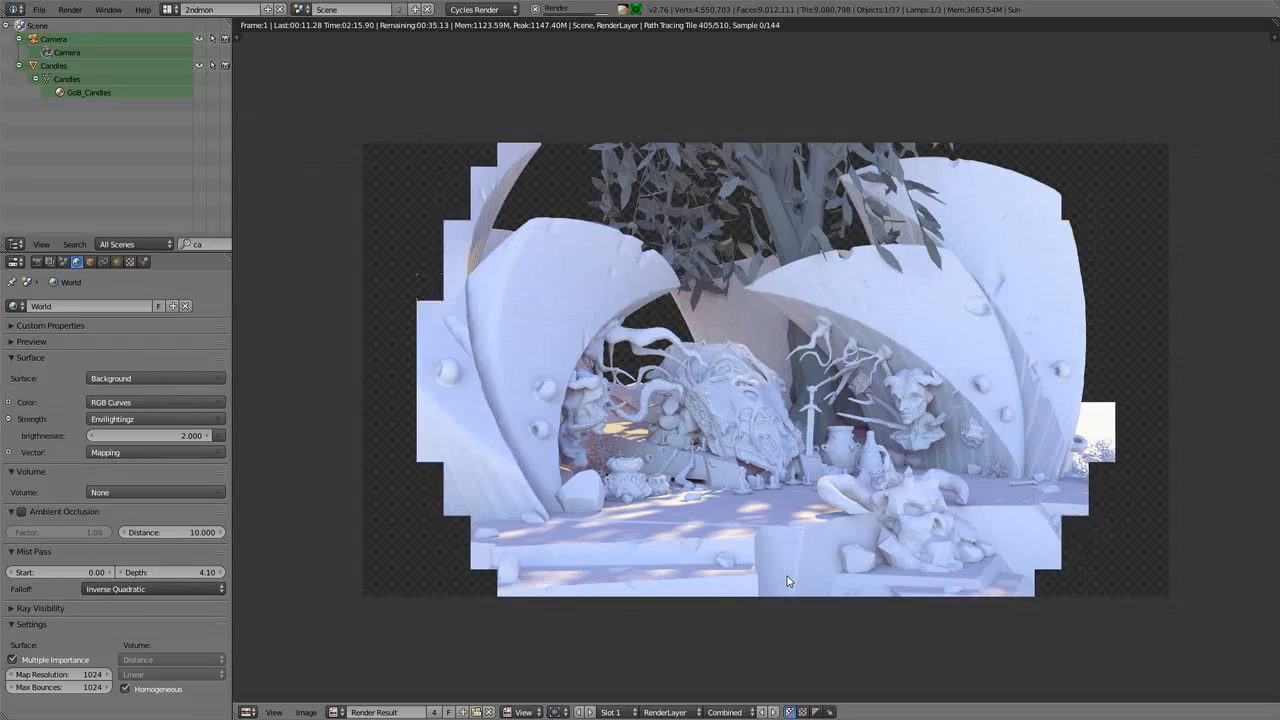 File Render Window Help 2ndmon Scene 2 Cycles Render Render v2.76 | Verts:4,550,703 | Faces:9,012,111 | Tris:9,080,798 | Objects:1/37 | Lamps:1/3 | Mem:3663.54M | Sun
Frame:1 | Last:00:11.28 Time:02:15.90 | Remaining:00:35.13 | Mem:1123.59M, Peak:1147.40M | Scene, RenderLayer | Path Tracing Tile 405/510, Sample 0/144
Scene
Camera
Camera
Candles
Candles
GoB_Candles
View Search All Scenes ca
World
World F
Custom Properties
Preview
Surface
Surface: Background
Color: RGB Curves
Strength: Envilightingz
brigthnessez: 2.000
Vector: Mapping
Volume
Volume: None
Ambient Occlusion
Factor: 1.00 Distance: 10.000
Mist Pass
Start: 0.00 Depth: 4.10
Falloff: Inverse Quadratic
Ray Visibility
Settings
Surface: Volume:
Multiple Importance Distance
Map Resolution: 1024 Linear
Max Bounces: 1024 Homogeneous
View Image Render Result 4 F View Slot 1 RenderLayer Combined